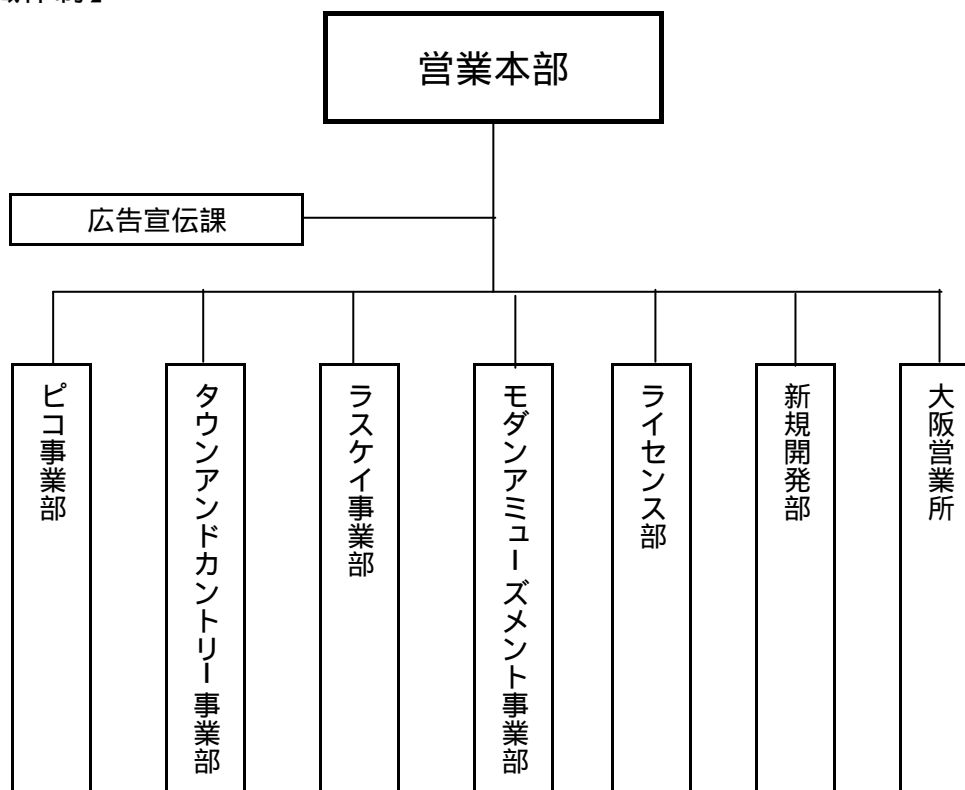 営業本部
広告宣伝課
ピコ事業部
タウンアンドカントリー事業部
ラスケイ事業部
モダンアミューズメント事業部
ライセンス部
新規開発部
大阪営業所